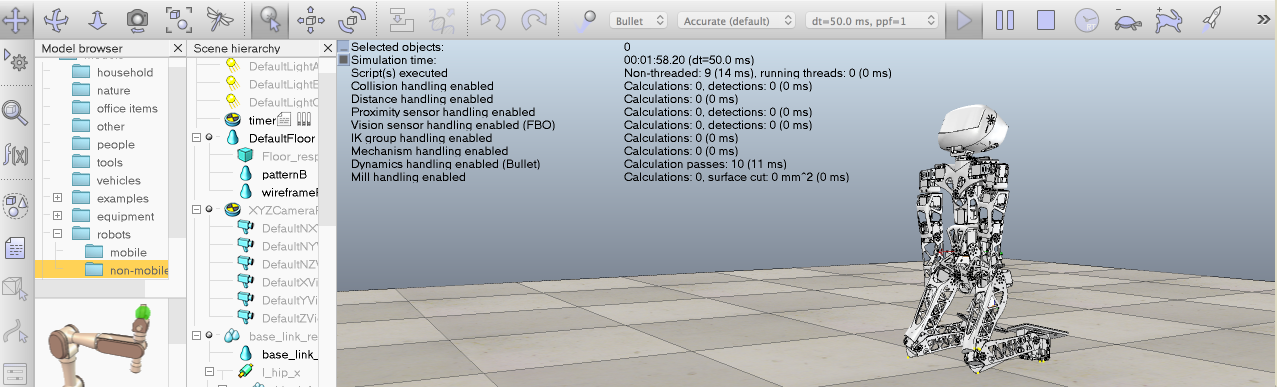 Bullet Accurate (default) dt=50.0 ms, ppf=1
Model browser
household
nature
office items
other
people
tools
vehicles
examples
equipment
robots
mobile
non-mobile
Scene hierarchy
DefaultLightA
DefaultLightB
DefaultLightC
timer
DefaultFloor
Floor_resp
patternB
wireframeF
XYZCameraF
DefaultNX
DefaultNYV
DefaultNZV
DefaultXVi
DefaultYVi
DefaultZVi
base_link_re
base_link_
l_hip_x
Selected objects: 0
Simulation time: 00:01:58.20 (dt=50.0 ms)
Script(s) executed Non-threaded: 9 (14 ms), running threads: 0 (0 ms)
Collision handling enabled Calculations: 0, detections: 0 (0 ms)
Distance handling enabled Calculations: 0 (0 ms)
Proximity sensor handling enabled Calculations: 0, detections: 0 (0 ms)
Vision sensor handling enabled (FBO) Calculations: 0, detections: 0 (0 ms)
IK group handling enabled Calculations: 0 (0 ms)
Mechanism handling enabled Calculations: 0 (0 ms)
Dynamics handling enabled (Bullet) Calculation passes: 10 (11 ms)
Mill handling enabled Calculations: 0, surface cut: 0 mm^2 (0 ms)
f(x)